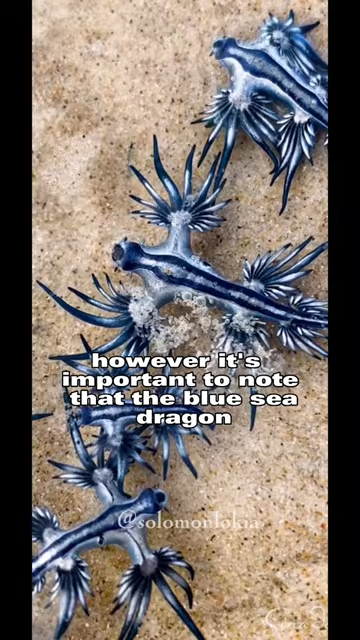 however it's
important to note
that the blue sea
dragon
@solomonlokia